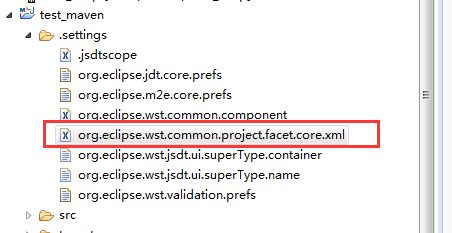 test_maven
.settings
.jsdtscope
org.eclipse.jdt.core.prefs
org.eclipse.m2e.core.prefs
org.eclipse.wst.common.component
org.eclipse.wst.common.project.facet.core.xml
org.eclipse.wst.jsdt.ui.superType.container
org.eclipse.wst.jsdt.ui.superType.name
org.eclipse.wst.validation.prefs
src